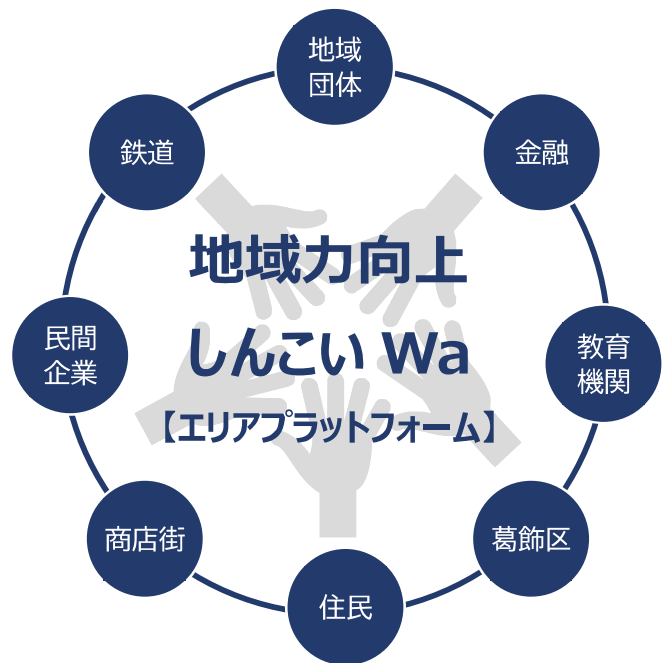 地域
団体
鉄道
金融
地域力向上
しんこい Wa
【エリアプラットフォーム】
民間
企業
教育
機関
商店街
葛飾区
住民